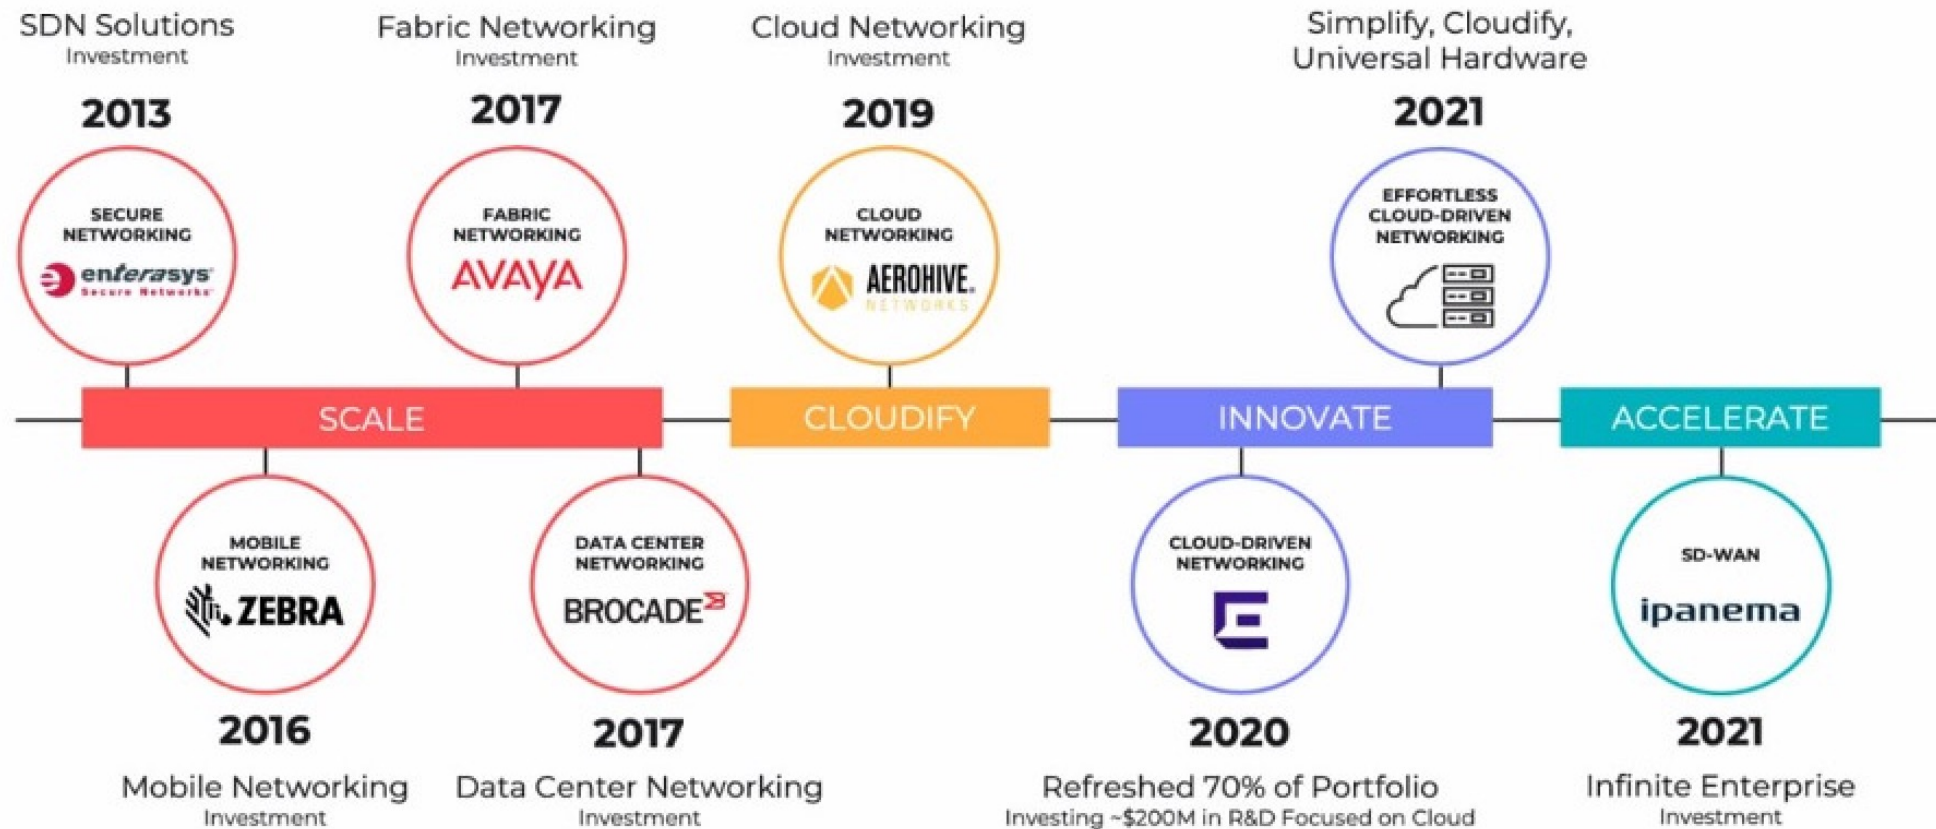 SDN Solutions
Investment
2013
SECURE
NETWORKING
enterasys
Secure Networks
Fabric Networking
Investment
2017
FABRIC
NETWORKING
AVAYA
Cloud Networking
Investment
2019
CLOUD
NETWORKING
AEROHIVE
NETWORKS
Simplify, Cloudify,
Universal Hardware
2021
EFFORTLESS
CLOUD-DRIVEN
NETWORKING
SCALE
CLOUDIFY
INNOVATE
ACCELERATE
MOBILE
NETWORKING
ZEBRA
2016
Mobile Networking
Investment
DATA CENTER
NETWORKING
BROCADE
2017
Data Center Networking
Investment
CLOUD-DRIVEN
NETWORKING
2020
Refreshed 70% of Portfolio
Investing ~$200M in R&D Focused on Cloud
SD-WAN
ipanema
2021
Infinite Enterprise
Investment